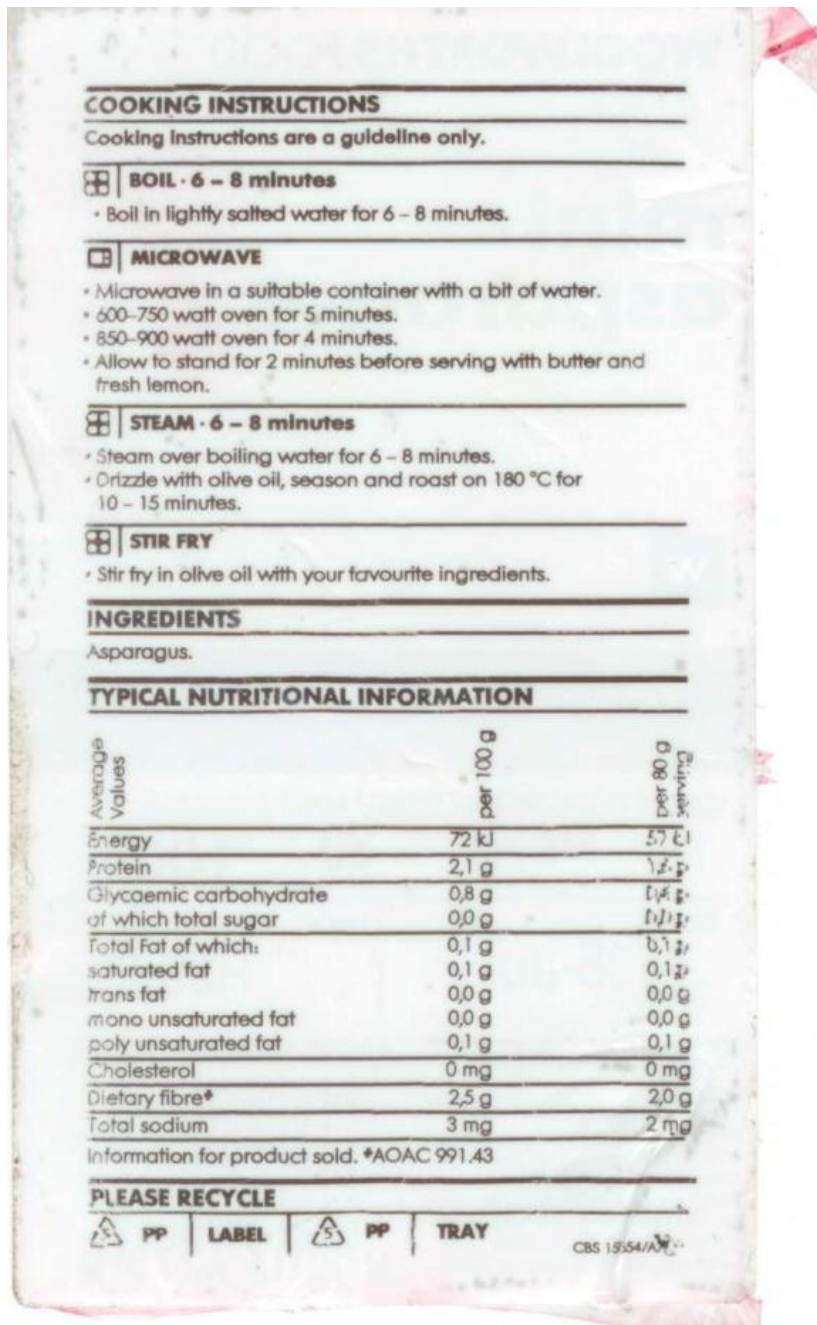 COOKING INSTRUCTIONS
Cooking instructions are a guideline only.
BOIL · 6 – 8 minutes
• Boil in lightly salted water for 6 – 8 minutes.
MICROWAVE
• Microwave in a suitable container with a bit of water.
• 600–750 watt oven for 5 minutes.
• 850–900 watt oven for 4 minutes.
• Allow to stand for 2 minutes before serving with butter and
fresh lemon.
STEAM · 6 – 8 minutes
• Steam over boiling water for 6 – 8 minutes.
• Drizzle with olive oil, season and roast on 180 °C for
10 – 15 minutes.
STIR FRY
• Stir fry in olive oil with your favourite ingredients.
INGREDIENTS
Asparagus.
TYPICAL NUTRITIONAL INFORMATION
Average
Values
per 100 g
per 80 g
serving
Energy 72 kJ 57 kJ
Protein 2,1 g
Glycaemic carbohydrate 0,8 g
of which total sugar 0,0 g
Total Fat of which: 0,1 g 0,1 g
saturated fat 0,1 g 0,1 g
trans fat 0,0 g 0,0 g
mono unsaturated fat 0,0 g 0,0 g
poly unsaturated fat 0,1 g 0,1 g
Cholesterol 0 mg 0 mg
Dietary fibre# 2,5 g 2,0 g
Total sodium 3 mg 2 mg
Information for product sold. #AOAC 991.43
PLEASE RECYCLE
5 PP LABEL 5 PP TRAY
CBS